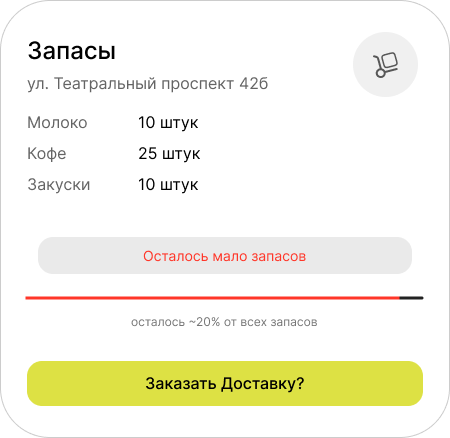 Запасы
ул. Театральный проспект 42б
Молоко 10 штук
Кофе 25 штук
Закуски 10 штук
Осталось мало запасов
осталось ~20% от всех запасов
Заказать Доставку?